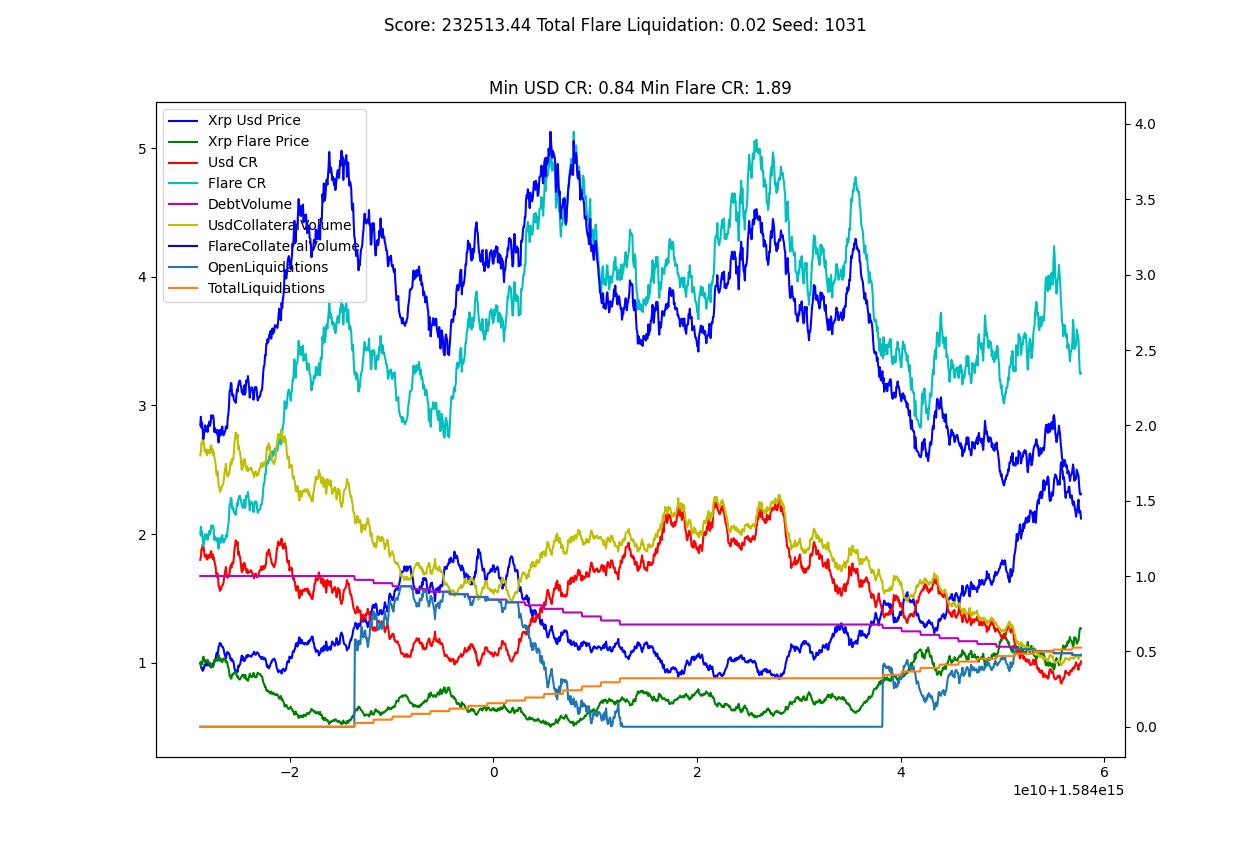 Score: 232513.44 Total Flare Liquidation: 0.02 Seed: 1031
Min USD CR: 0.84 Min Flare CR: 1.89
Xrp Usd Price
Xrp Flare Price
Usd CR
Flare CR
DebtVolume
UsdCollateralVolume
FlareCollateralVolume
OpenLiquidations
TotalLiquidations
5
4
3
2
1
4.0
3.5
3.0
2.5
2.0
1.5
1.0
0.5
0.0
−2
0
2
4
6
1e10+1.584e15